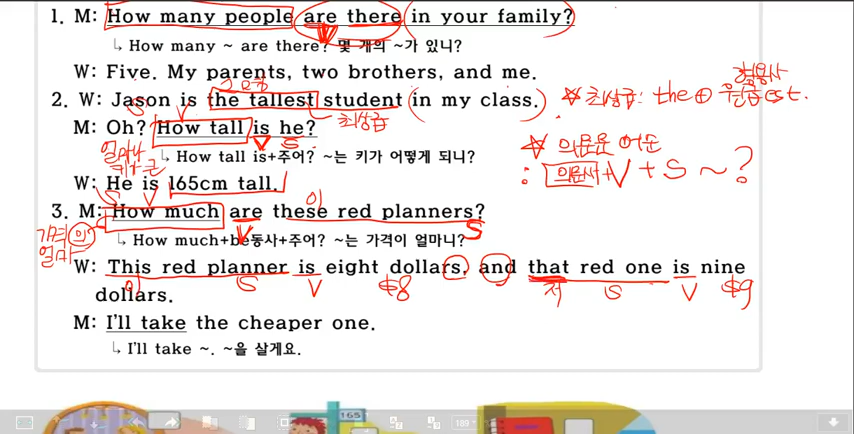 1. M: How many people are there in your family?
↳ How many ~ are there? 몇 개의 ~가 있니?
W: Five. My parents, two brothers, and me.
2. W: Jason is the tallest student in my class.
S V 최상급
☆ 최상급: the ⊕ 형용사 원급 est.
M: Oh? How tall is he?
V S
얼마나 키가 큰
↳ How tall is+주어? ~는 키가 어떻게 되니?
☆ 의문문 어순
: 의문사+V+S ~?
W: He is 165cm tall.
S V
이
3. M: How much are these red planners?
V S
가격의 얼마
↳ How much+be동사+주어? ~는 가격이 얼마니?
W: This red planner is eight dollars, and that red one is nine
이 S V $8 저 S V $9
dollars.
M: I'll take the cheaper one.
↳ I'll take ~. ~을 살게요.
165
189